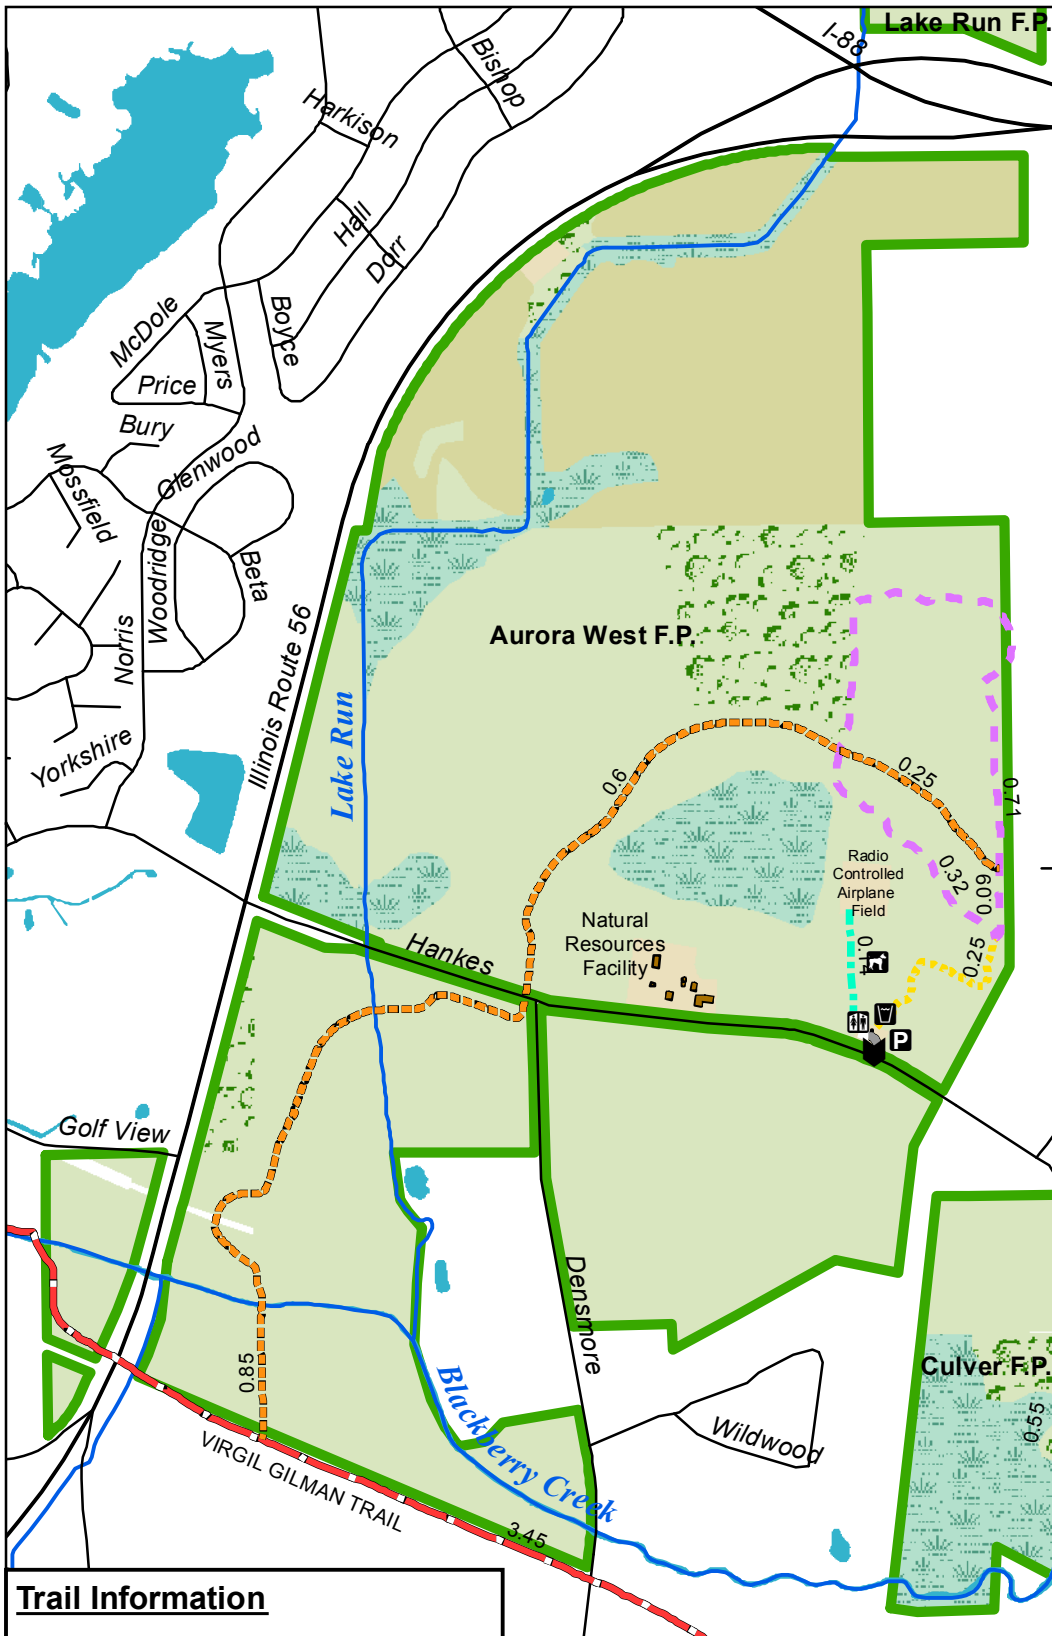 Lake Run F.P.
I-88
Bishop
Harkison
Hall
Dorr
McDole
Myers
Boyce
Price
Bury
Glenwood
Mossfield
Woodridge
Beta
Norris
Yorkshire
Illinois Route 56
Aurora West F.P.
Lake Run
0.6
0.25
0.71
Radio
Controlled
Airplane
Field
0.32
0.09
Natural
Resources
Facility
Hankes
0.14
0.25
P
Golf View
Densmore
0.85
Culver F.P.
Blackberry Creek
Wildwood
0.55
VIRGIL GILMAN TRAIL
3.45
Trail Information